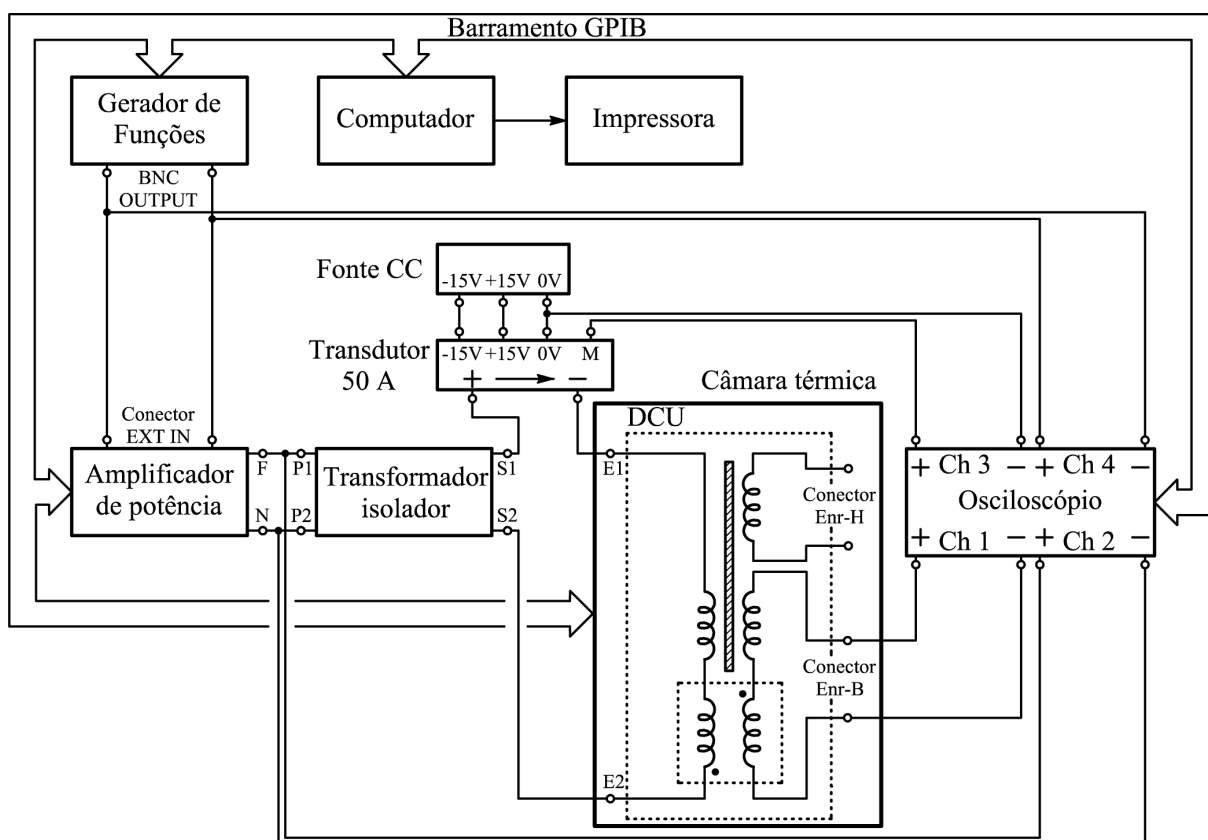 Barramento GPIB
Gerador de
Funções
Computador
Impressora
BNC
OUTPUT
Fonte CC
-15V +15V 0V
Transdutor
50 A
-15V +15V 0V M
+ -
Câmara térmica
DCU
Conector
EXT IN
Amplificador
de potência
F
N
P1
P2
Transformador
isolador
S1
S2
E1
E2
Conector
Enr-H
Conector
Enr-B
+ Ch 3 - + Ch 4 -
Osciloscópio
+ Ch 1 - + Ch 2 -